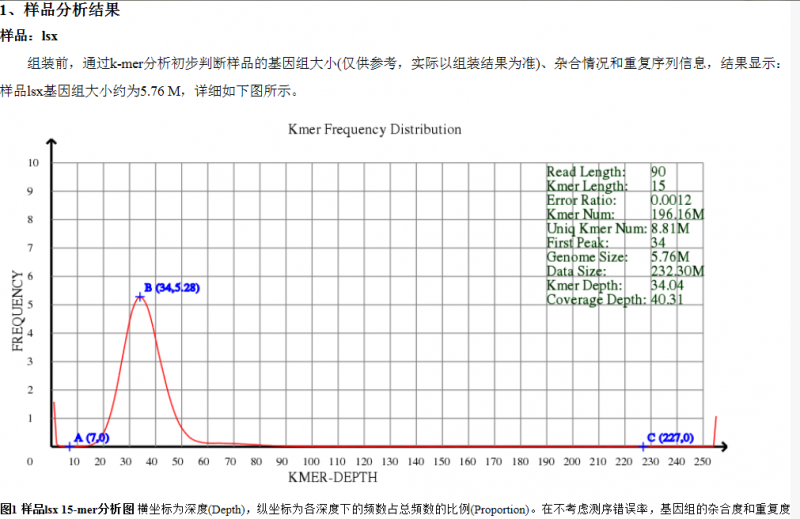 1、样品分析结果
样品：lsx
组装前，通过k-mer分析初步判断样品的基因组大小(仅供参考，实际以组装结果为准)、杂合情况和重复序列信息，结果显示：
样品lsx基因组大小约为5.76 M，详细如下图所示。
Kmer Frequency Distribution
Read Length: 90
Kmer Length: 15
Error Ratio: 0.0012
Kmer Num: 196.16M
Uniq Kmer Num: 8.81M
First Peak: 34
Genome Size: 5.76M
Data Size: 232.30M
Kmer Depth: 34.04
Coverage Depth: 40.31
10
9
8
7
6
5
4
3
2
1
FREQUENCY
B (34,5.28)
A (7,0)
C (227,0)
0 10 20 30 40 50 60 70 80 90 100 110 120 130 140 150 160 170 180 190 200 210 220 230 240 250
KMER-DEPTH
图1 样品lsx 15-mer分析图 横坐标为深度(Depth)，纵坐标为各深度下的频数占总频数的比例(Proportion)。在不考虑测序错误率，基因组的杂合度和重复度